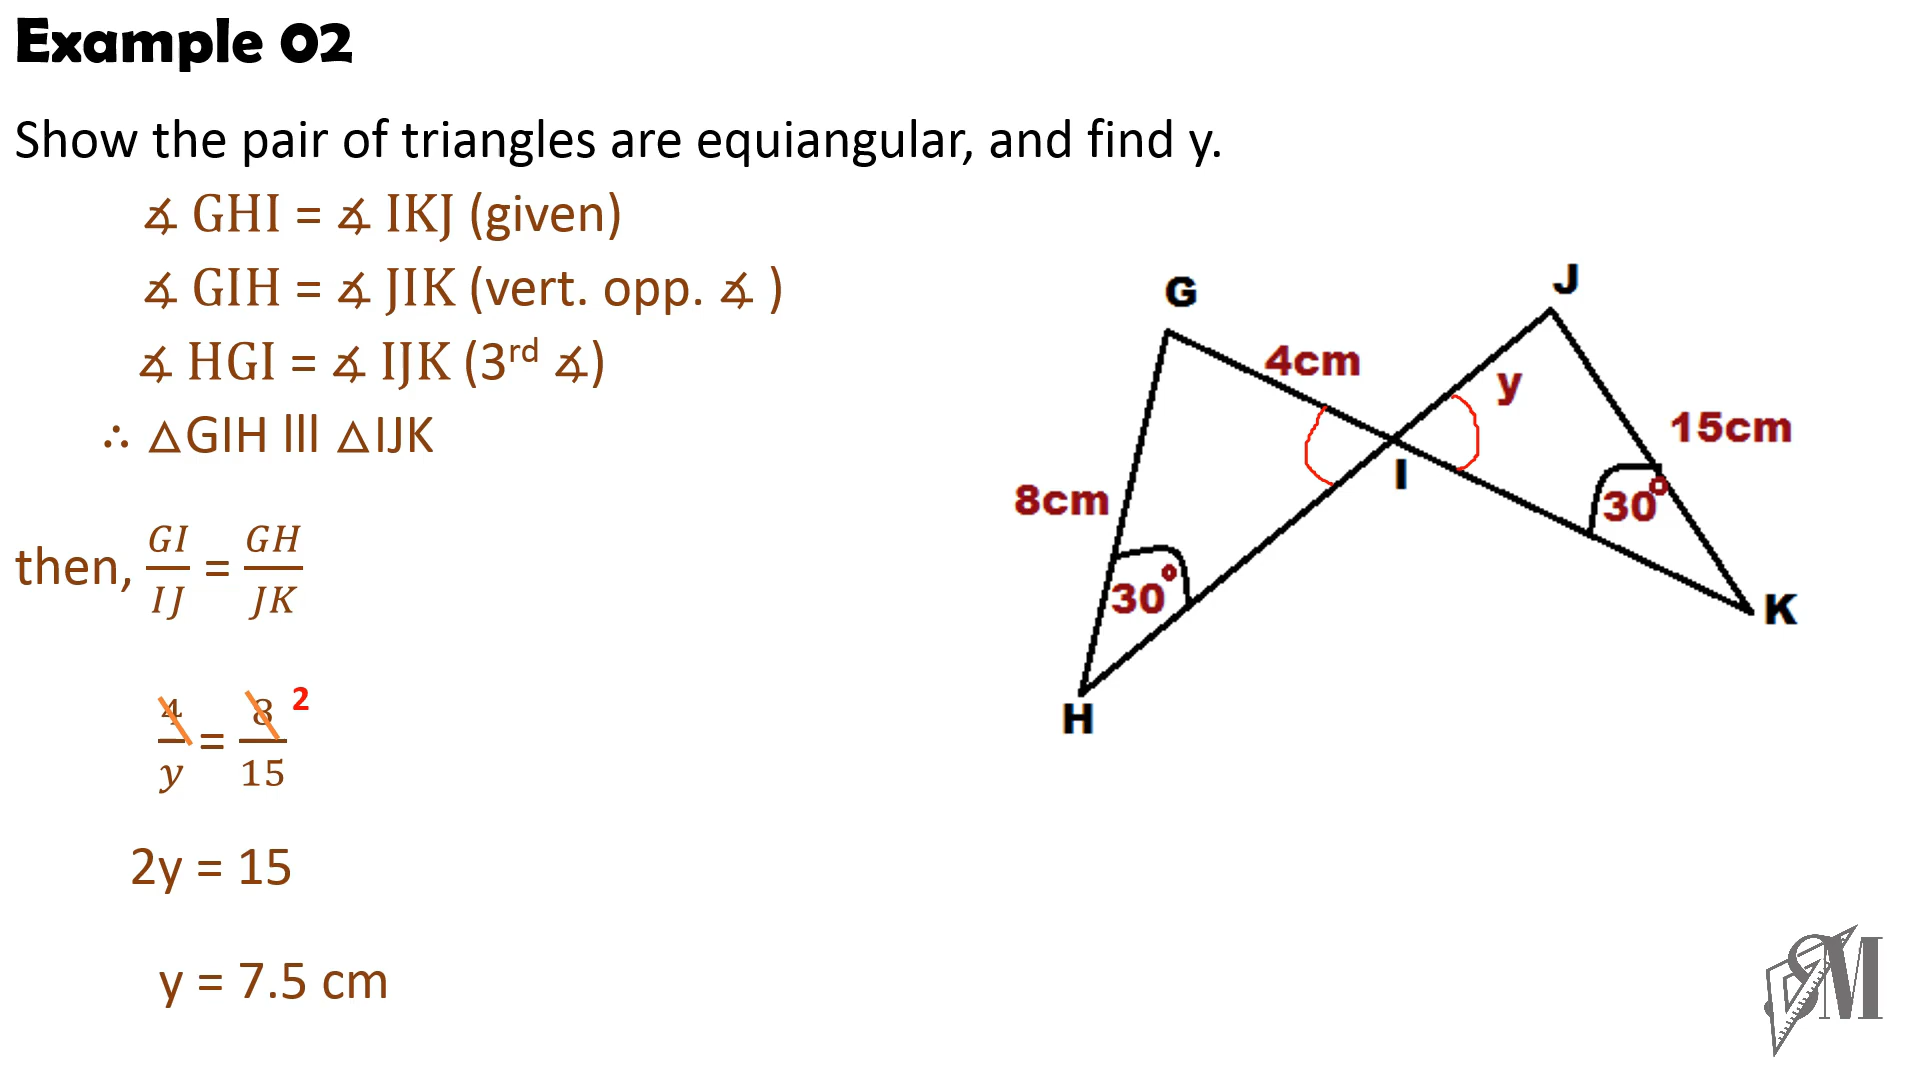 Example 02
Show the pair of triangles are equiangular, and find y.
∡ GHI = ∡ IKJ (given)
∡ GIH = ∡ JIK (vert. opp. ∡ )
∡ HGI = ∡ IJK (3rd ∡)
∴ △GIH lll △IJK
then, GI/IJ = GH/JK
4/y = 8/15 2
2y = 15
y = 7.5 cm
G
J
4cm
y
15cm
I
8cm
30°
30°
K
H
SM